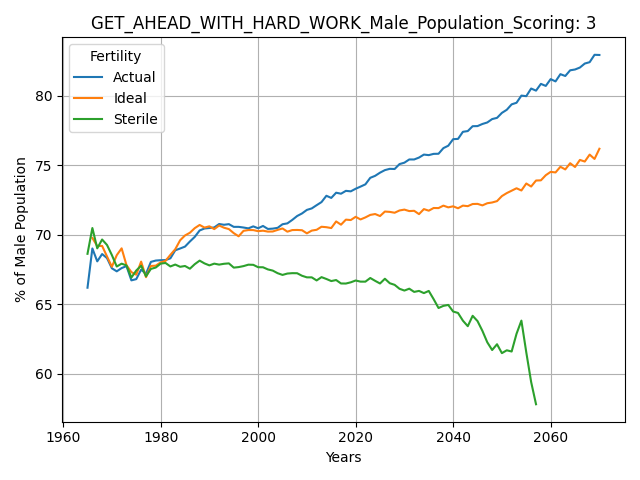 GET_AHEAD_WITH_HARD_WORK_Male_Population_Scoring: 3
Fertility
Actual
Ideal
Sterile
% of Male Population
80
75
70
65
60
1960
1980
2000
2020
2040
2060
Years